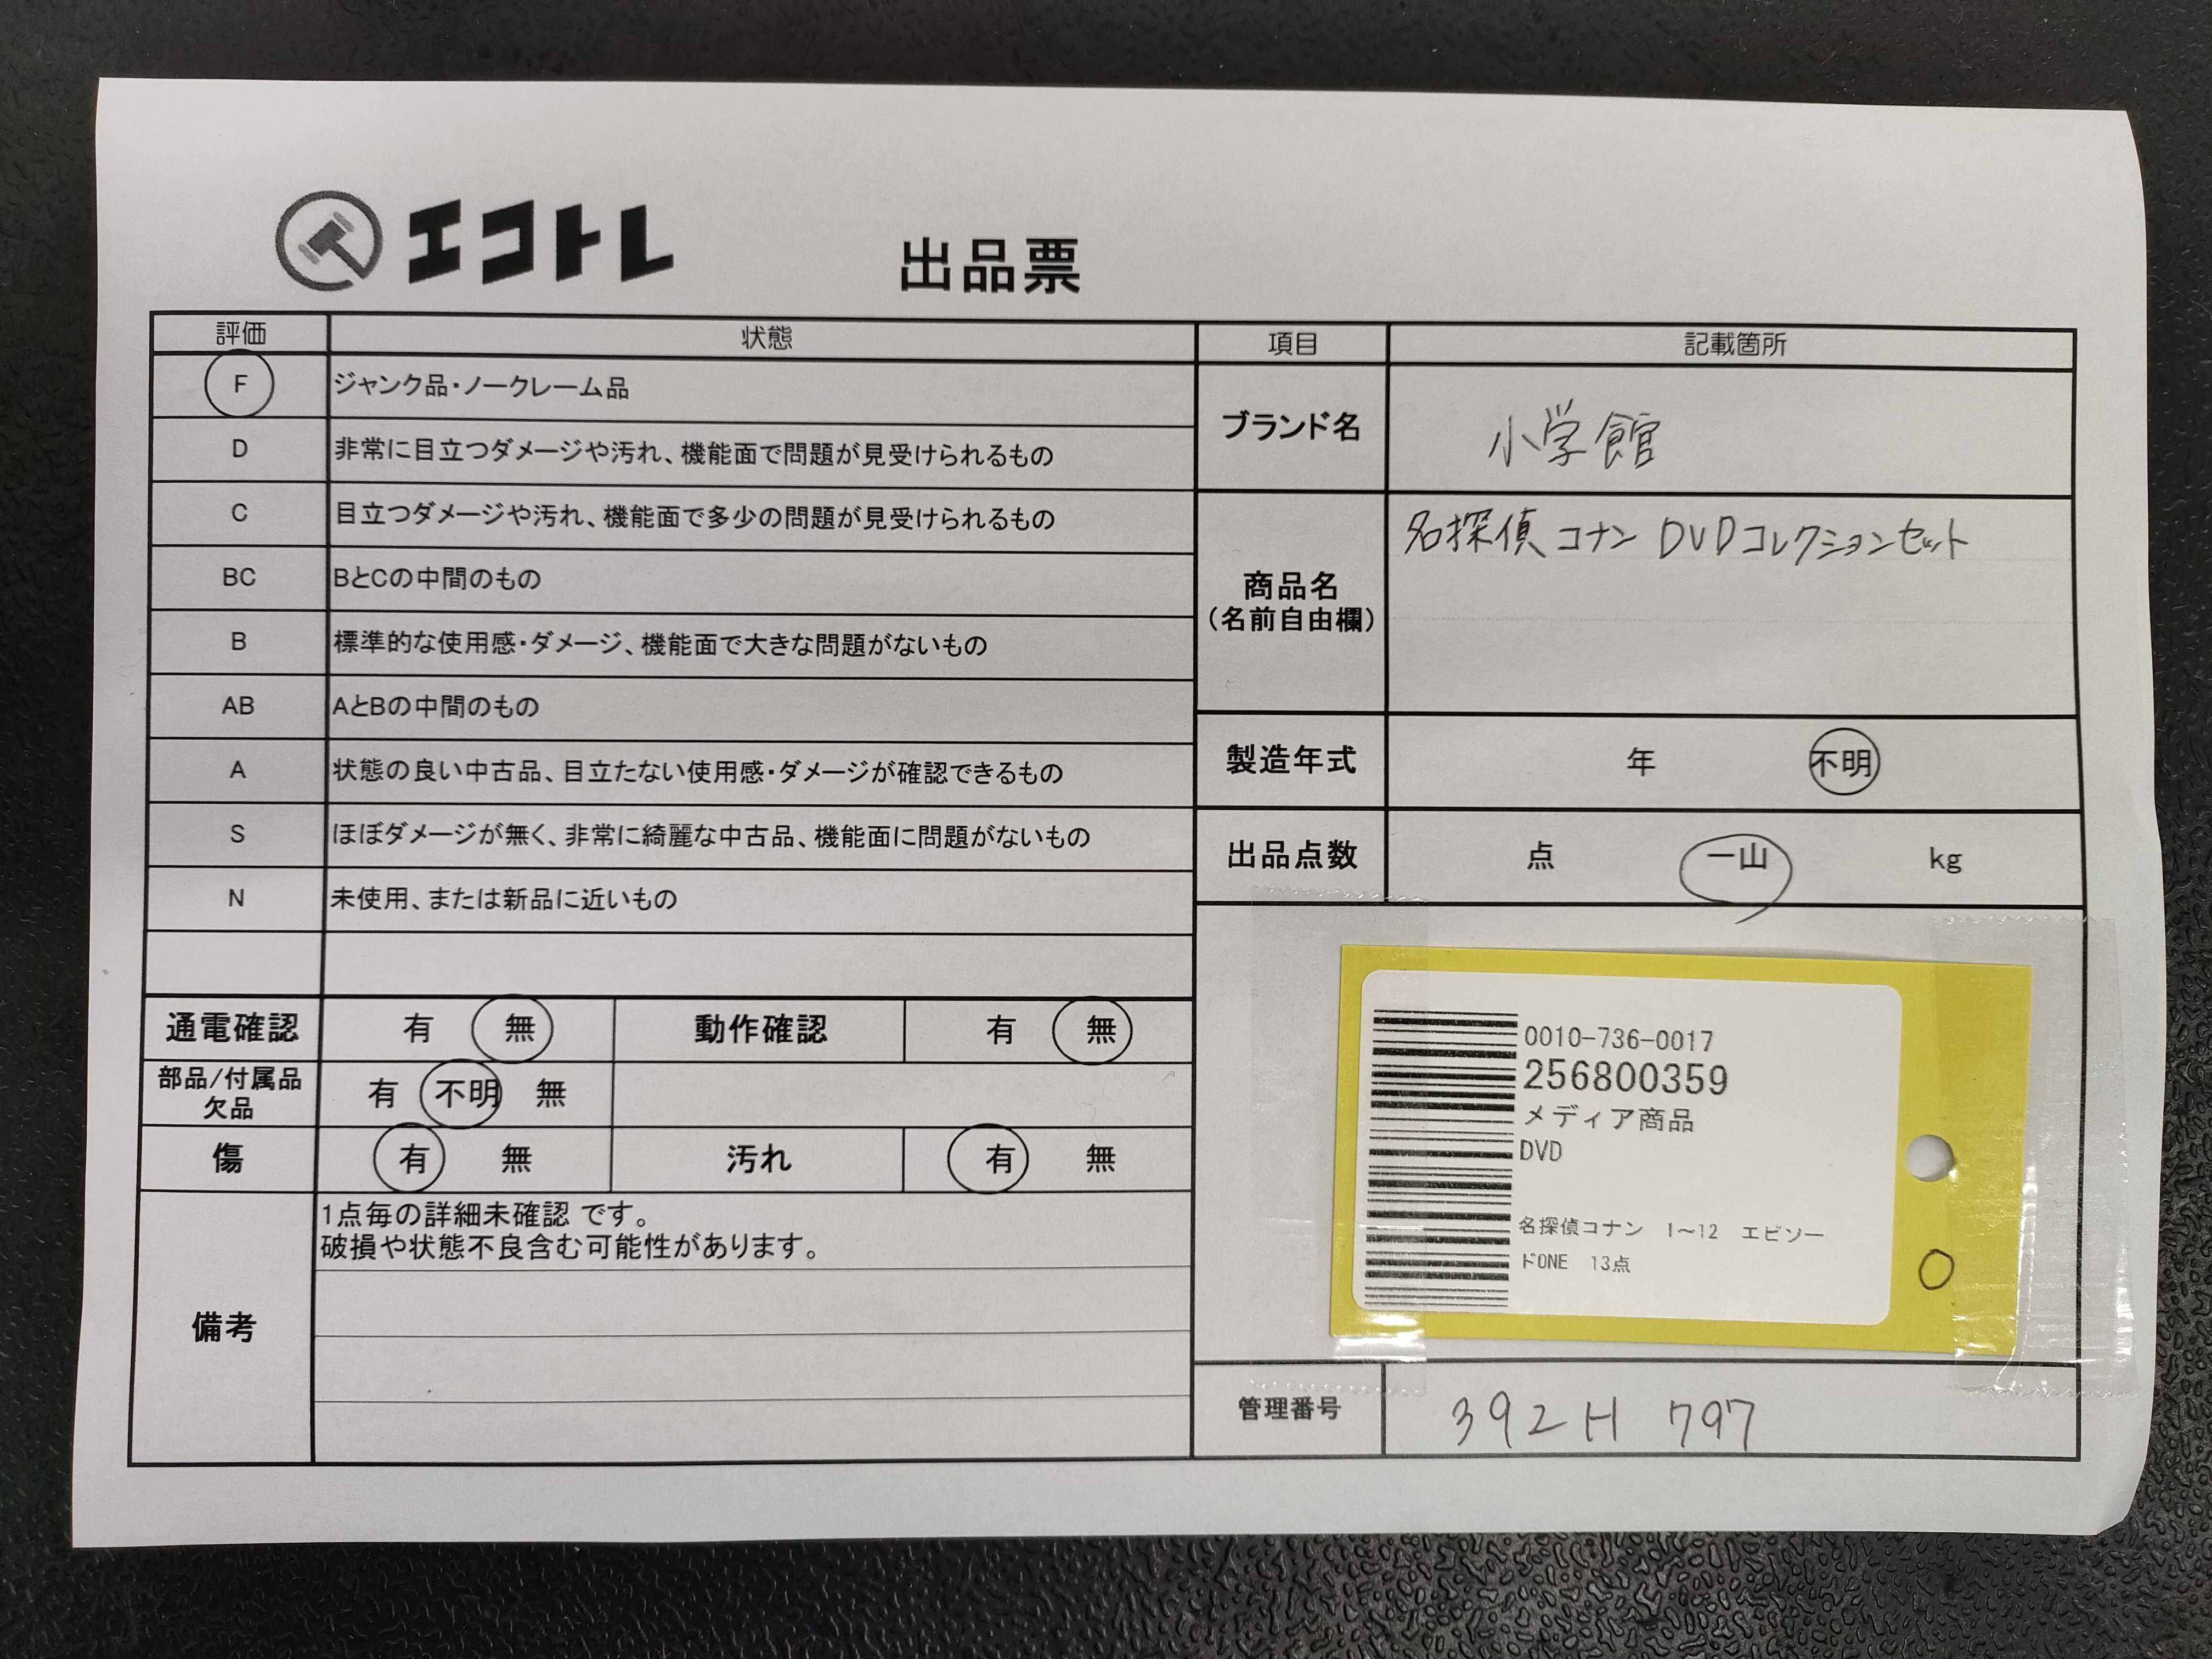 エコトレ
出品票
評価 状態
F ジャンク品・ノークレーム品
D 非常に目立つダメージや汚れ、機能面で問題が見受けられるもの
C 目立つダメージや汚れ、機能面で多少の問題が見受けられるもの
BC BとCの中間のもの
B 標準的な使用感・ダメージ、機能面で大きな問題がないもの
AB AとBの中間のもの
A 状態の良い中古品、目立たない使用感・ダメージが確認できるもの
S ほぼダメージが無く、非常に綺麗な中古品、機能面に問題がないもの
N 未使用、または新品に近いもの
通電確認 有 無 動作確認 有 無
部品/付属品
欠品
有 不明 無
傷 有 無 汚れ 有 無
備考
1点毎の詳細未確認 です。
破損や状態不良含む可能性があります。
項目 記載箇所
ブランド名 小学館
商品名
(名前自由欄)
名探偵コナン DVDコレクションセット
製造年式 年 不明
出品点数 点 一山 kg
0010-736-0017
256800359
メディア商品
DVD
名探偵コナン 1～12 エピソー
ドONE 13点
管理番号 392H 797